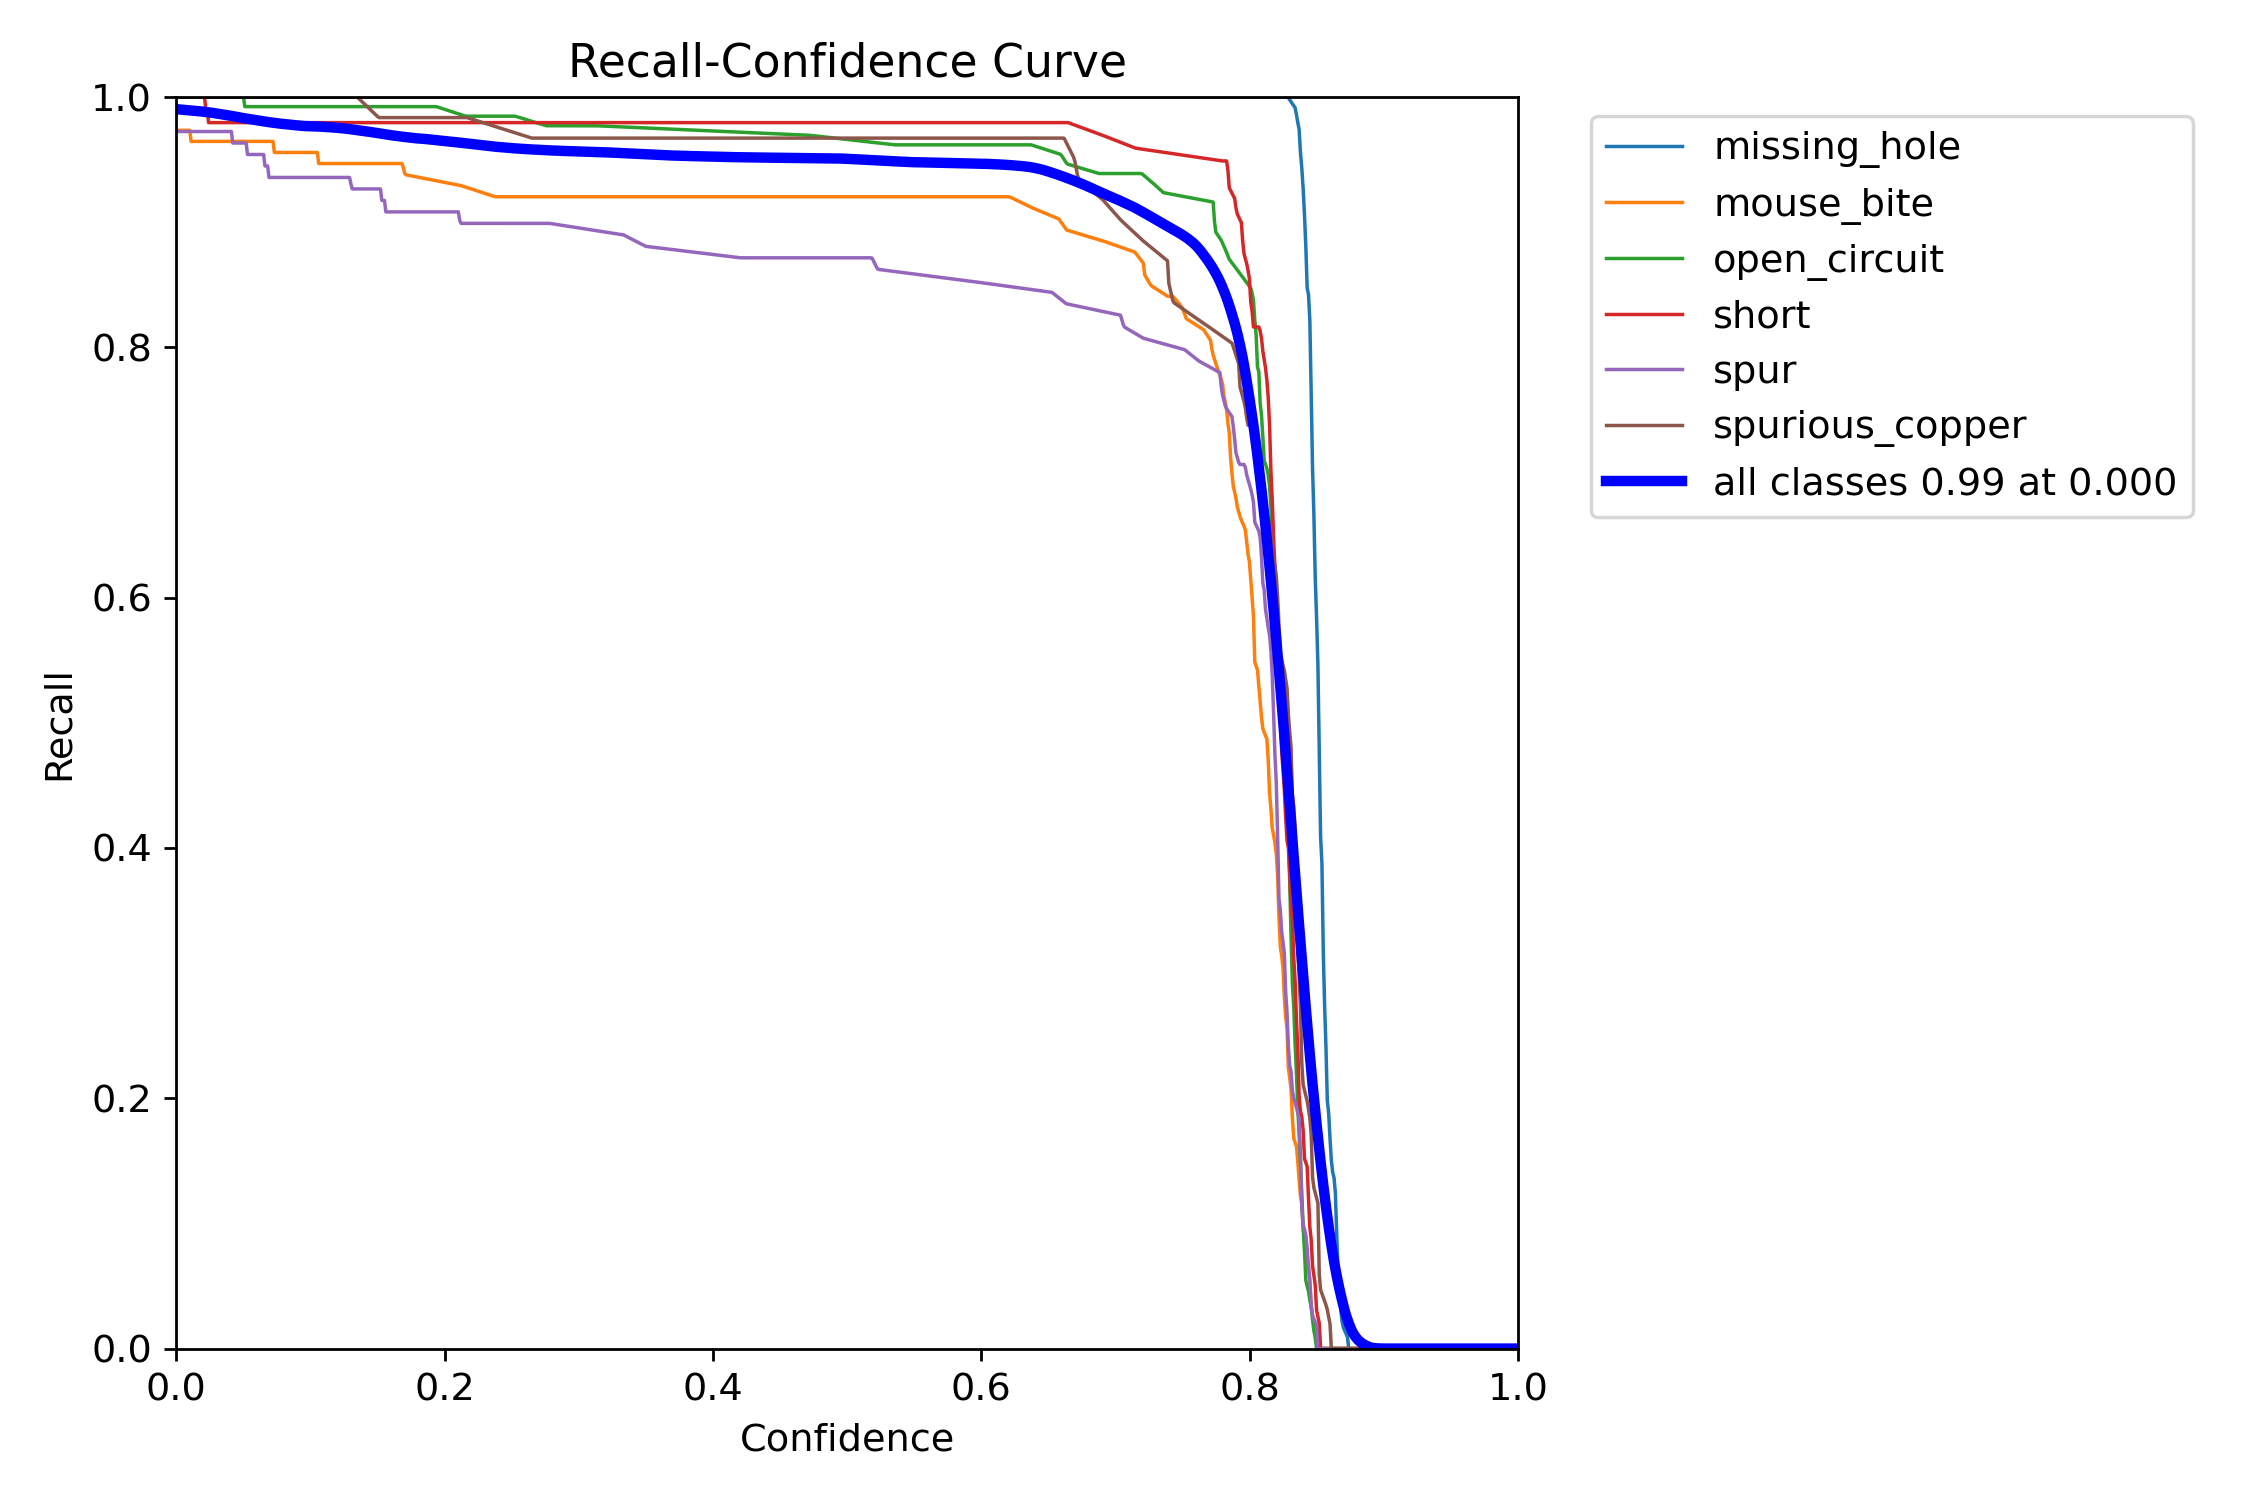 Recall-Confidence Curve
1.0
0.8
0.6
0.4
0.2
0.0
Recall
0.0 0.2 0.4 0.6 0.8 1.0
Confidence
missing_hole
mouse_bite
open_circuit
short
spur
spurious_copper
all classes 0.99 at 0.000